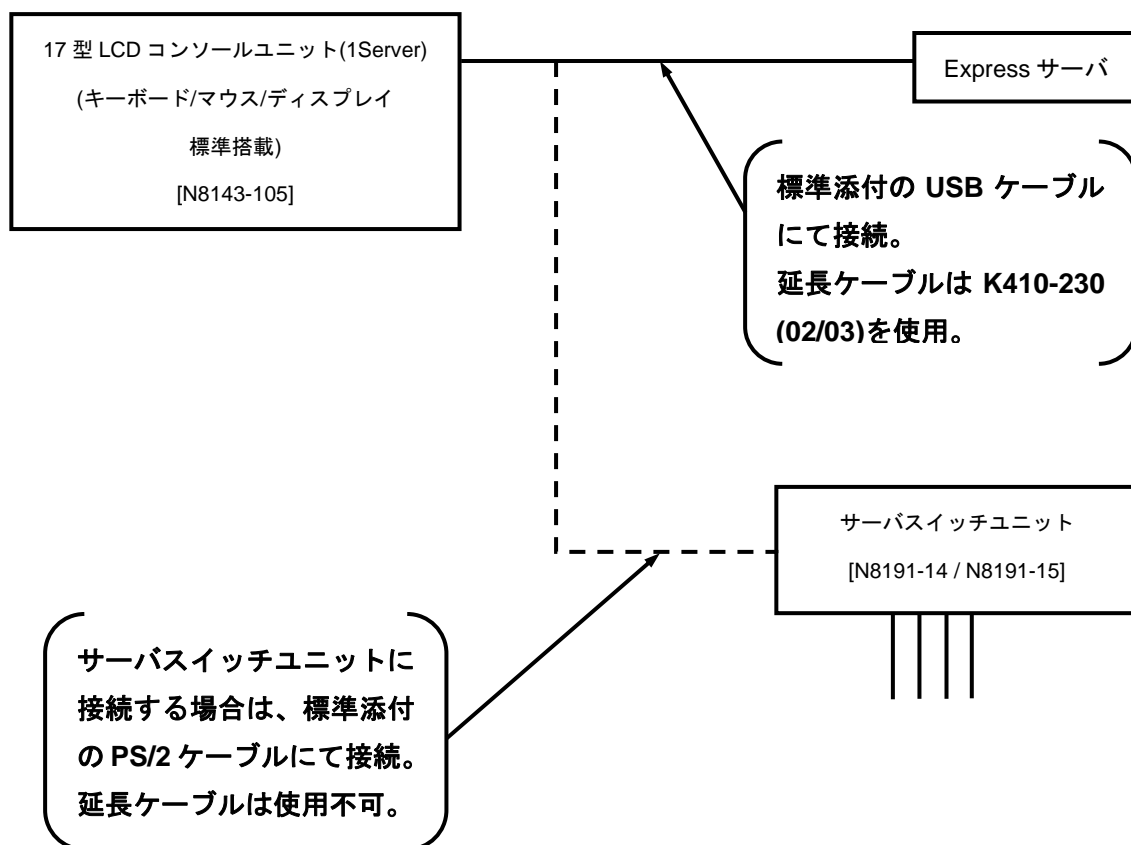 17 型 LCD コンソールユニット(1Server)
(キーボード/マウス/ディスプレイ
標準搭載)
[N8143-105]
Express サーバ
標準添付の USB ケーブル
にて接続。
延長ケーブルは K410-230
(02/03)を使用。
サーバスイッチユニット
[N8191-14 / N8191-15]
サーバスイッチユニットに
接続する場合は、標準添付
の PS/2 ケーブルにて接続。
延長ケーブルは使用不可。